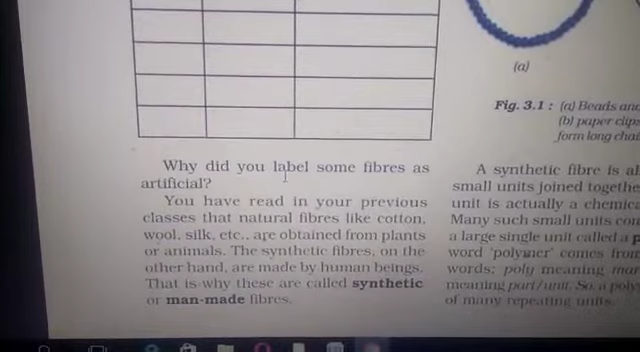 (a)
Fig. 3.1 : (a) Beads and
(b) paper clips
form long chai
Why did you label some fibres as
artificial?
You have read in your previous
classes that natural fibres like cotton,
wool, silk, etc., are obtained from plants
or animals. The synthetic fibres, on the
other hand, are made by human beings.
That is why these are called synthetic
or man-made fibres.
A synthetic fibre is al
small units joined togethe
unit is actually a chemica
Many such small units com
a large single unit called a p
word 'polymer' comes from
words; poly meaning man
meaning part/unit. So, a poly
of many repeating units.